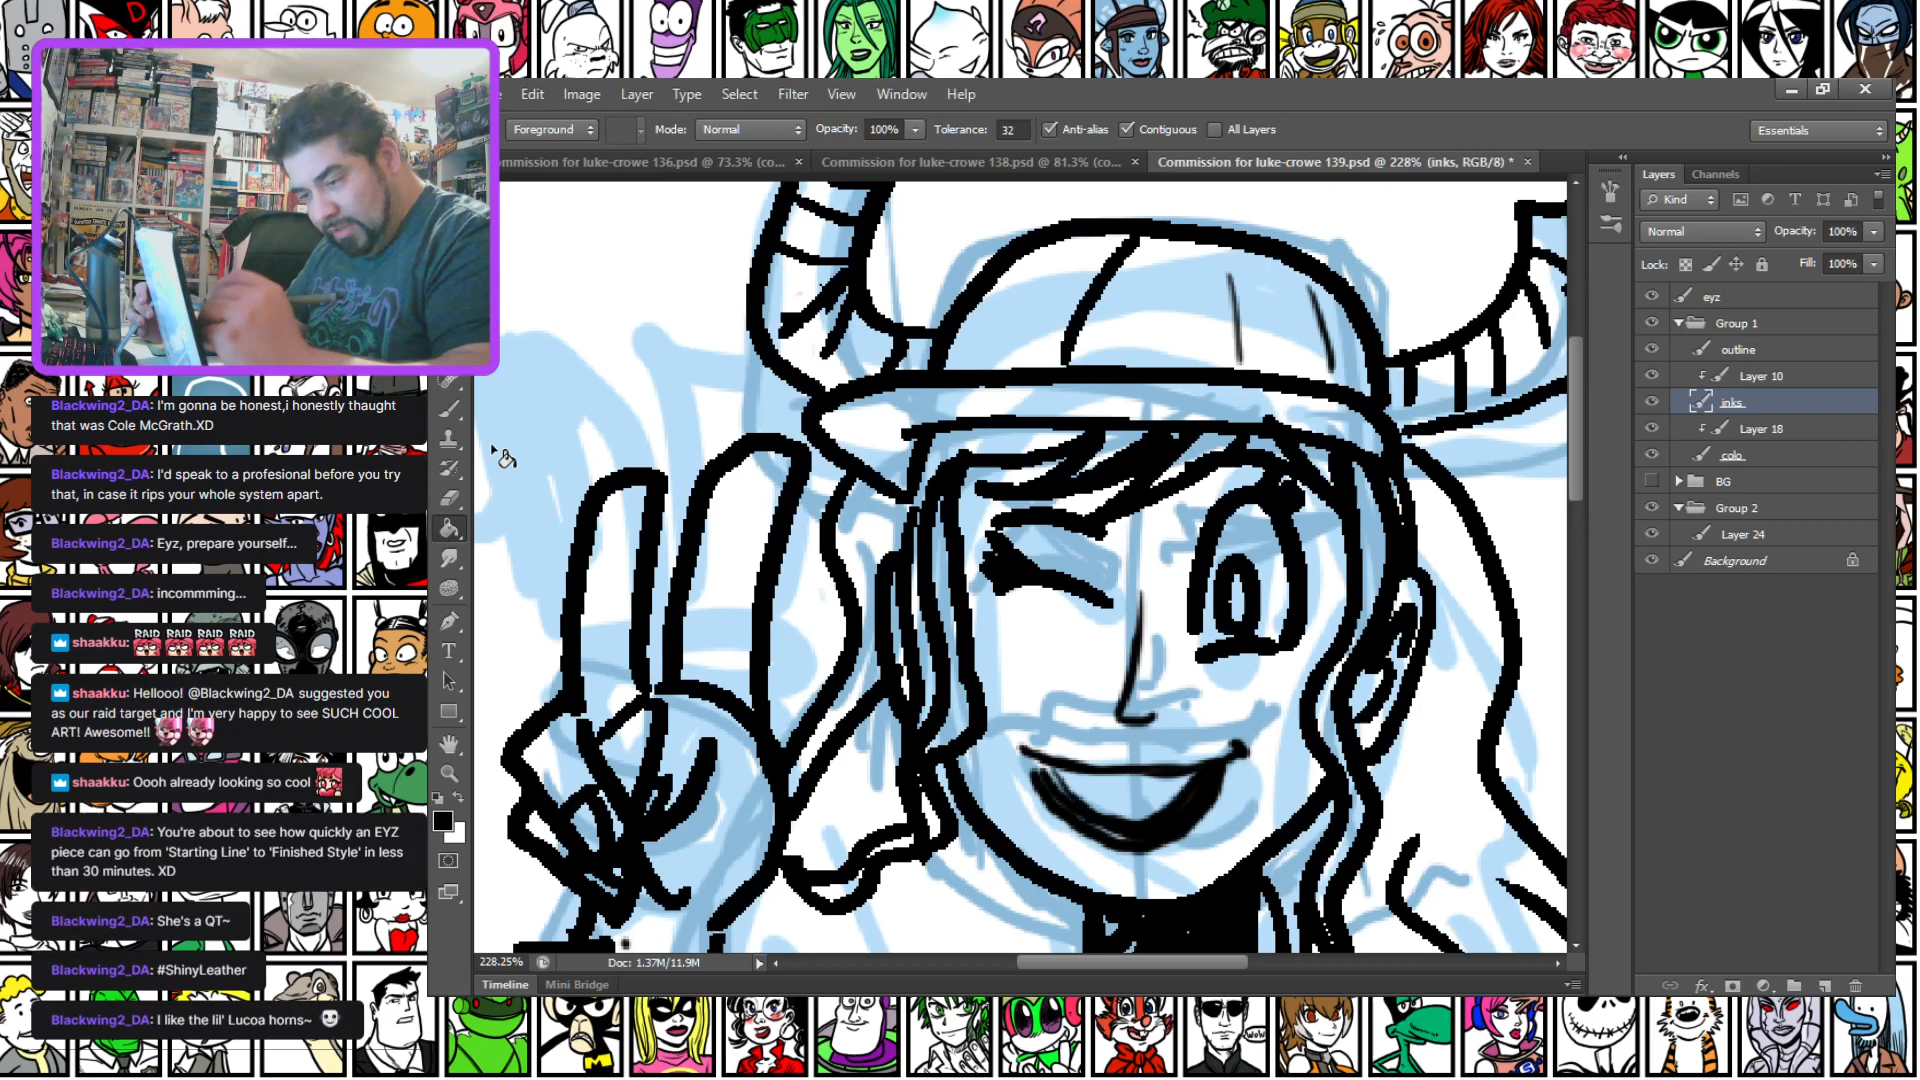 Edit Image Layer Type Select Filter View Window Help
Foreground Mode: Normal Opacity: 100% Tolerance: 32 Anti-alias Contiguous All Layers Essentials
Commission for luke-crowe 136.psd @ 73.3% (co... × Commission for luke-crowe 138.psd @ 81.3% (co... × Commission for luke-crowe 139.psd @ 228% (inks, RGB/8) * ×
Layers Channels
Kind
Normal Opacity: 100%
Lock: Fill: 100%
eyz
Group 1
outline
Layer 10
inks
Layer 18
colo
BG
Group 2
Layer 24
Background
Blackwing2_DA: I'm gonna be honest,i honestly thaught
that was Cole McGrath.XD
Blackwing2_DA: I'd speak to a profesional before you try
that, in case it rips your whole system apart.
Blackwing2_DA: Eyz, prepare yourself...
Blackwing2_DA: incommming...
shaakku: RAID RAID RAID RAID
shaakku: Hellooo! @Blackwing2_DA suggested you
as our raid target and I'm very happy to see SUCH COOL
ART! Awesome!!
shaakku: Oooh already looking so cool
Blackwing2_DA: You're about to see how quickly an EYZ
piece can go from 'Starting Line' to 'Finished Style' in less
than 30 minutes. XD
Blackwing2_DA: She's a QT~
Blackwing2_DA: #ShinyLeather
Blackwing2_DA: I like the lil' Lucoa horns~
228.25% Doc: 1.37M/11.9M
Timeline Mini Bridge
WOW